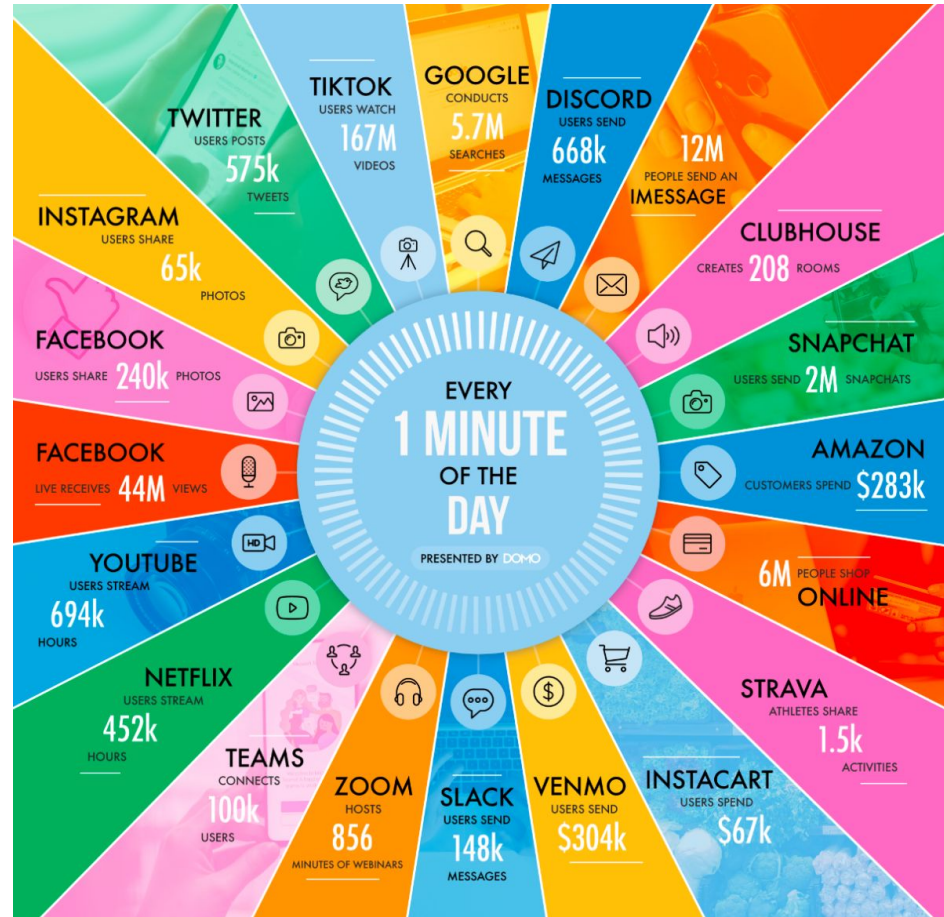 EVERY
1 MINUTE
OF THE
DAY
PRESENTED BY DOMO
GOOGLE
CONDUCTS
5.7M
SEARCHES
DISCORD
USERS SEND
668k
MESSAGES
12M
PEOPLE SEND AN
IMESSAGE
CLUBHOUSE
CREATES 208 ROOMS
SNAPCHAT
USERS SEND 2M SNAPCHATS
AMAZON
CUSTOMERS SPEND $283k
6M PEOPLE SHOP
ONLINE
STRAVA
ATHLETES SHARE
1.5k
ACTIVITIES
INSTACART
USERS SPEND
$67k
VENMO
USERS SEND
$304k
SLACK
USERS SEND
148k
MESSAGES
ZOOM
HOSTS
856
MINUTES OF WEBINARS
TEAMS
CONNECTS
100k
USERS
NETFLIX
USERS STREAM
452k
HOURS
YOUTUBE
USERS STREAM
694k
HOURS
FACEBOOK
LIVE RECEIVES 44M VIEWS
FACEBOOK
USERS SHARE 240k PHOTOS
INSTAGRAM
USERS SHARE
65k
PHOTOS
TWITTER
USERS POSTS
575k
TWEETS
TIKTOK
USERS WATCH
167M
VIDEOS
HD